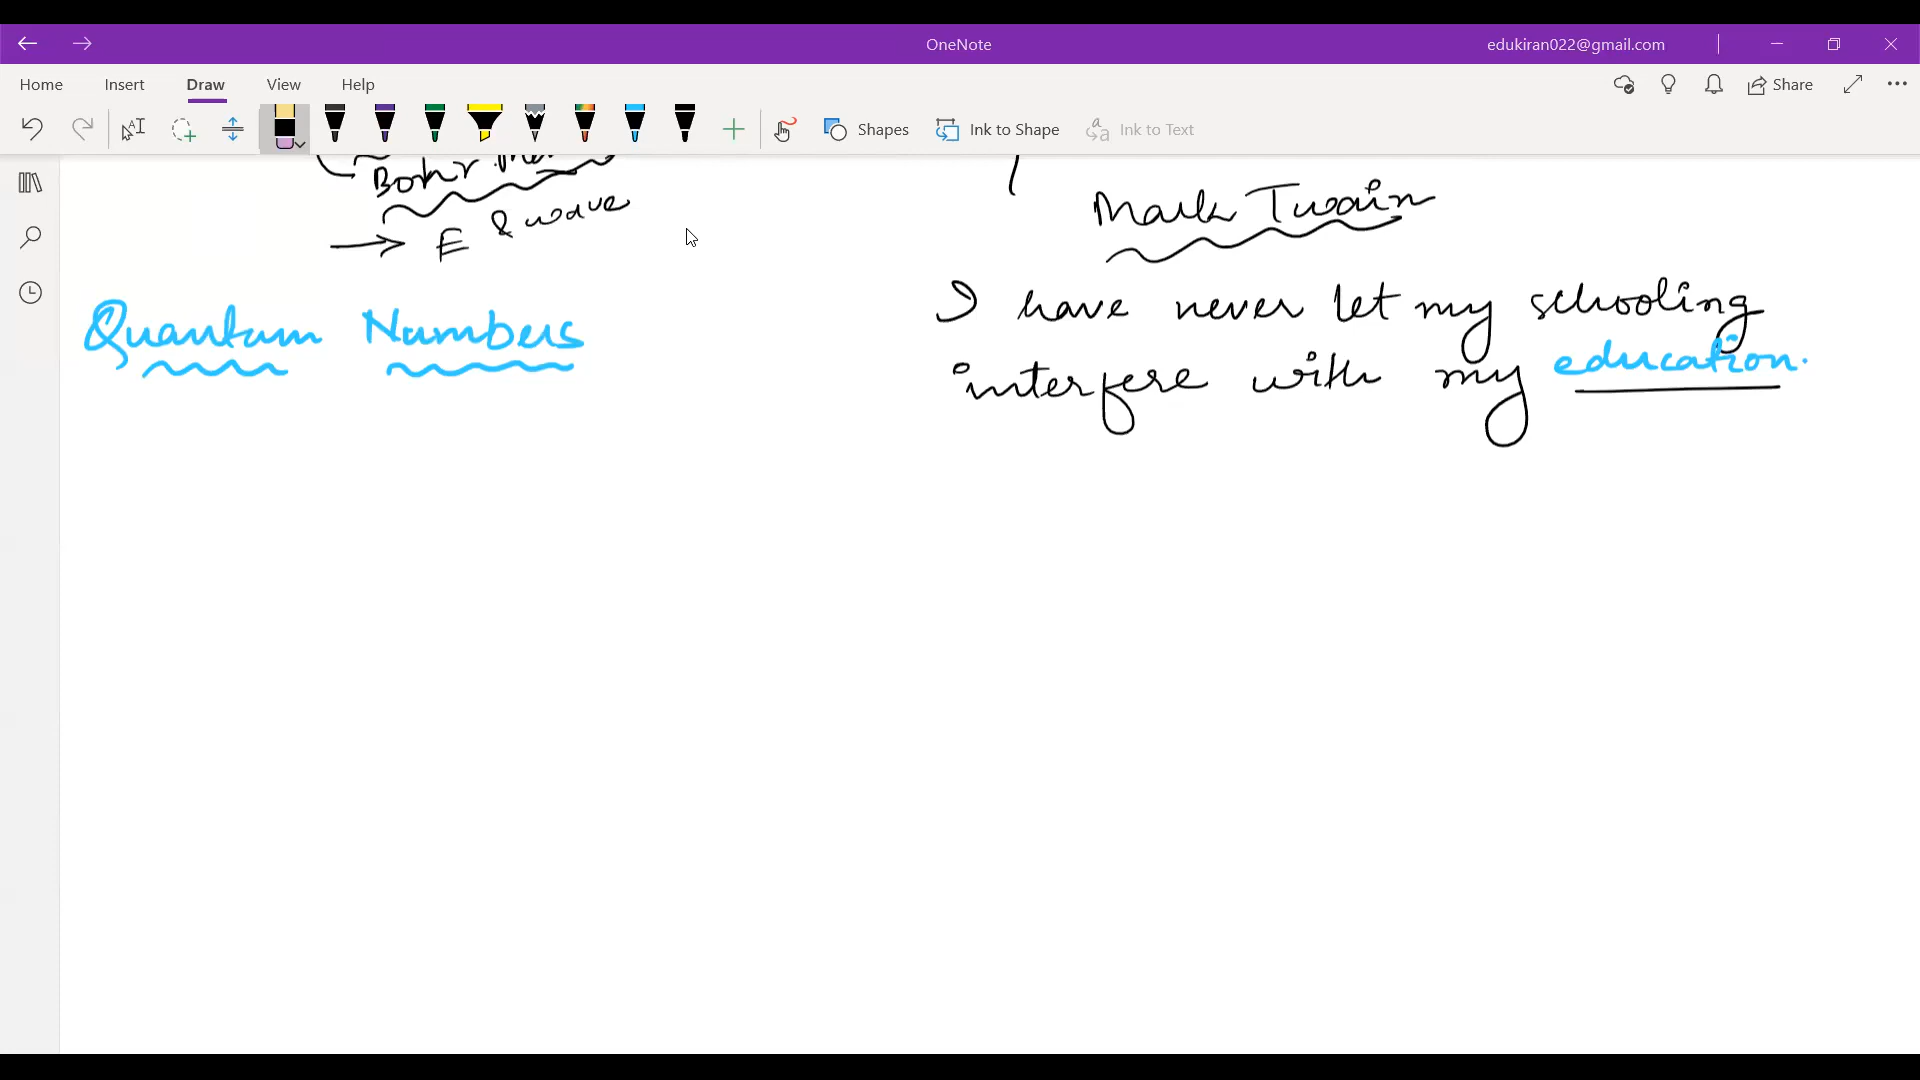 OneNote
edukiran022@gmail.com
Home Insert Draw View Help
Share
Shapes Ink to Shape Ink to Text
Bohr
E & wave
Mark Twain
Quantum Numbers
I have never let my schooling
interfere with my education.